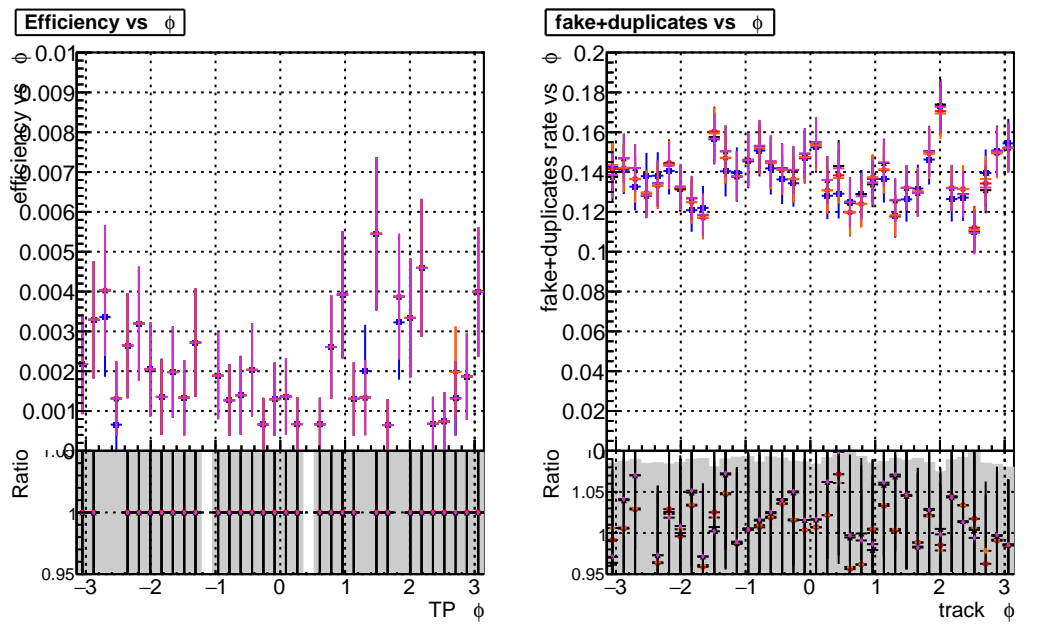 Efficiency vs φ
efficiency vs φ
0.01
0.009
0.008
0.007
0.006
0.005
0.004
0.003
0.002
0.001
0
Ratio
1
0.95
−3 −2 −1 0 1 2 3
TP φ
fake+duplicates vs φ
fake+duplicates rate vs φ
0.2
0.18
0.16
0.14
0.12
0.1
0.08
0.06
0.04
0.02
0
Ratio
1.05
1
0.95
−3 −2 −1 0 1 2 3
track φ